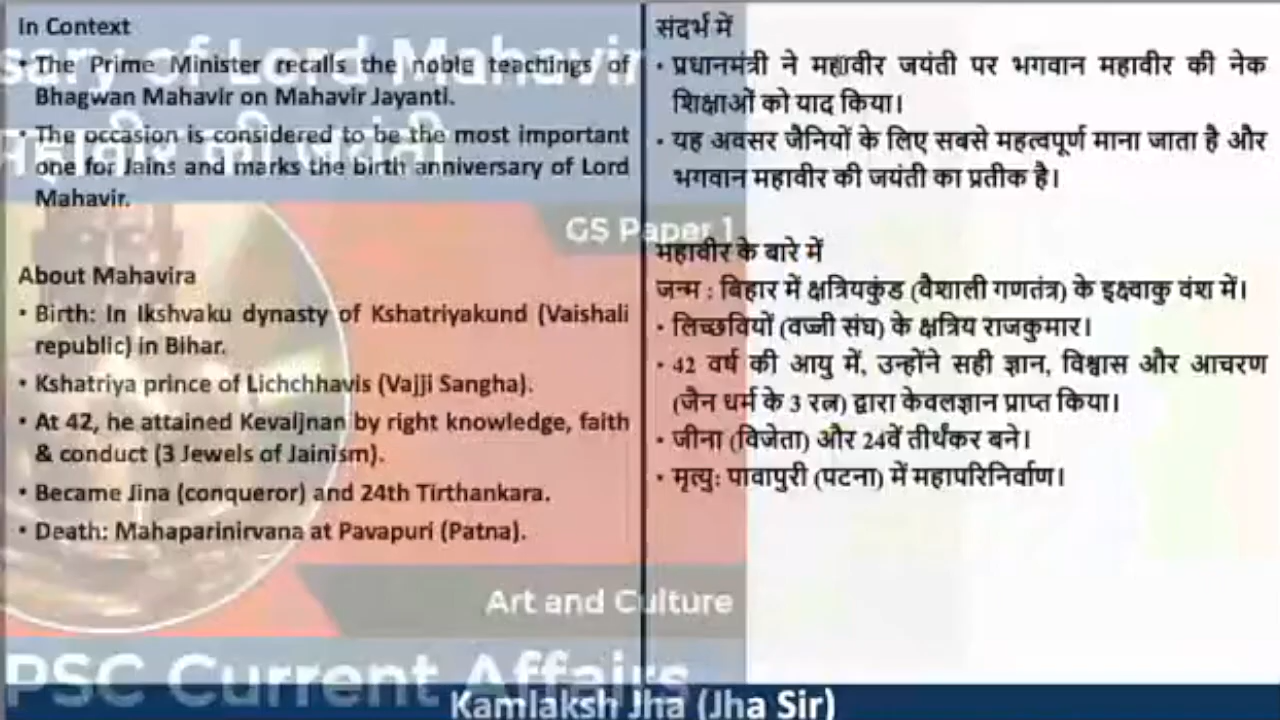 In Context
• The Prime Minister recalls the noble teachings of
Bhagwan Mahavir on Mahavir Jayanti.
• The occasion is considered to be the most important
one for Jains and marks the birth anniversary of Lord
Mahavir.
About Mahavira
• Birth: In Ikshvaku dynasty of Kshatriyakund (Vaishali
republic) in Bihar.
• Kshatriya prince of Lichchhavis (Vajji Sangha).
• At 42, he attained Kevaljnan by right knowledge, faith
& conduct (3 Jewels of Jainism).
• Became Jina (conqueror) and 24th Tirthankara.
• Death: Mahaparinirvana at Pavapuri (Patna).
संदर्भ में
• प्रधानमंत्री ने महावीर जयंती पर भगवान महावीर की नेक
शिक्षाओं को याद किया।
• यह अवसर जैनियों के लिए सबसे महत्वपूर्ण माना जाता है और
भगवान महावीर की जयंती का प्रतीक है।
महावीर के बारे में
जन्म : बिहार में क्षत्रियकुंड (वैशाली गणतंत्र) के इक्ष्वाकु वंश में।
• लिच्छवियों (वज्जी संघ) के क्षत्रिय राजकुमार।
• 42 वर्ष की आयु में, उन्होंने सही ज्ञान, विश्वास और आचरण
(जैन धर्म के 3 रत्न) द्वारा केवलज्ञान प्राप्त किया।
• जीना (विजेता) और 24वें तीर्थंकर बने।
• मृत्यु: पावापुरी (पटना) में महापरिनिर्वाण।
sary of Lord Mahavir
GS Paper 1
Art and Culture
PSC Current Affairs
Kamlaksh Jha (Jha Sir)